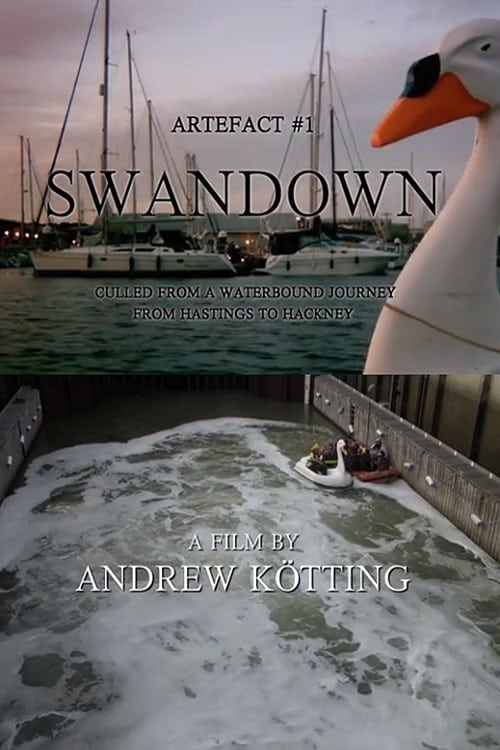 ARTEFACT #1
SWANDOWN
CULLED FROM A WATERBOUND JOURNEY
FROM HASTINGS TO HACKNEY
A FILM BY
ANDREW KÖTTING